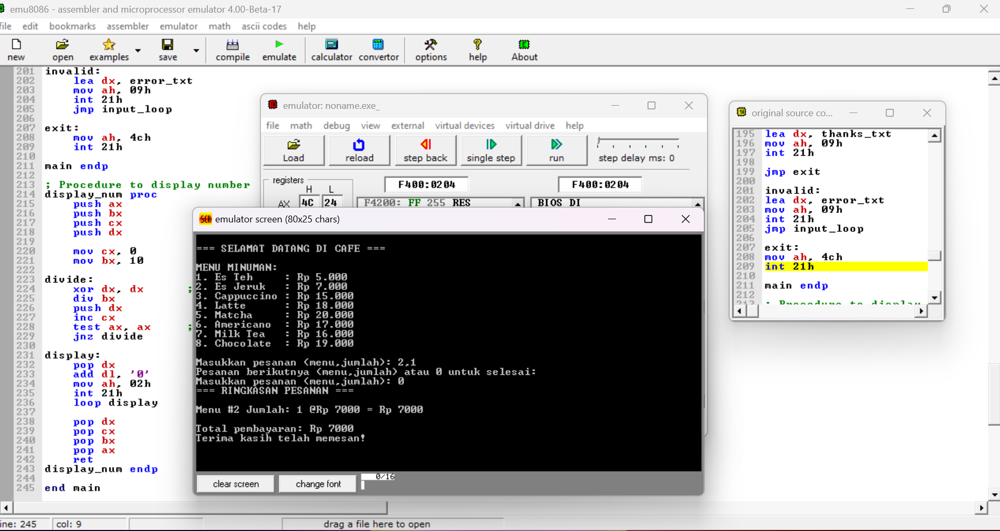 emu8086 - assembler and microprocessor emulator 4.00-Beta-17
file edit bookmarks assembler emulator math ascii codes help
new open examples save compile emulate calculator convertor options help About
201 invalid:
202 lea dx, error_txt
203 mov ah, 09h
204 int 21h
205 jmp input_loop
206
207 exit:
208 mov ah, 4ch
209 int 21h
210
211 main endp
212
213 ; Procedure to display number
214 display_num proc
215 push ax
216 push bx
217 push cx
218 push dx
219
220 mov cx, 0
221 mov bx, 10
222
223 divide:
224 xor dx, dx ;
225 div bx
226 push dx
227 inc cx
228 test ax, ax ;
229 jnz divide
230
231 display:
232 pop dx
233 add dl, '0'
234 mov ah, 02h
235 int 21h
236 loop display
237
238 pop dx
239 pop cx
240 pop bx
241 pop ax
242 ret
243 display_num endp
244
245 end main
emulator: noname.exe_
file math debug view external virtual devices virtual drive help
Load reload step back single step run step delay ms: 0
registers
H L
AX 4C 24
F400:0204 F400:0204
F4200: FF 255 RES BIOS DI
emulator screen (80x25 chars)
=== SELAMAT DATANG DI CAFE ===
MENU MINUMAN:
1. Es Teh : Rp 5.000
2. Es Jeruk : Rp 7.000
3. Cappuccino : Rp 15.000
4. Latte : Rp 18.000
5. Matcha : Rp 20.000
6. Americano : Rp 17.000
7. Milk Tea : Rp 16.000
8. Chocolate : Rp 19.000
Masukkan pesanan (menu,jumlah): 2,1
Pesanan berikutnya (menu,jumlah) atau 0 untuk selesai:
Masukkan pesanan (menu,jumlah): 0
=== RINGKASAN PESANAN ===
Menu #2 Jumlah: 1 @Rp 7000 = Rp 7000
Total pembayaran: Rp 7000
Terima kasih telah memesan!
clear screen change font 0/16
original source co...
195 lea dx, thanks_txt
196 mov ah, 09h
197 int 21h
198
199 jmp exit
200
201 invalid:
202 lea dx, error_txt
203 mov ah, 09h
204 int 21h
205 jmp input_loop
206
207 exit:
208 mov ah, 4ch
209 int 21h
210
211 main endp
212
213 ; Procedure to display
line: 245 col: 9 drag a file here to open